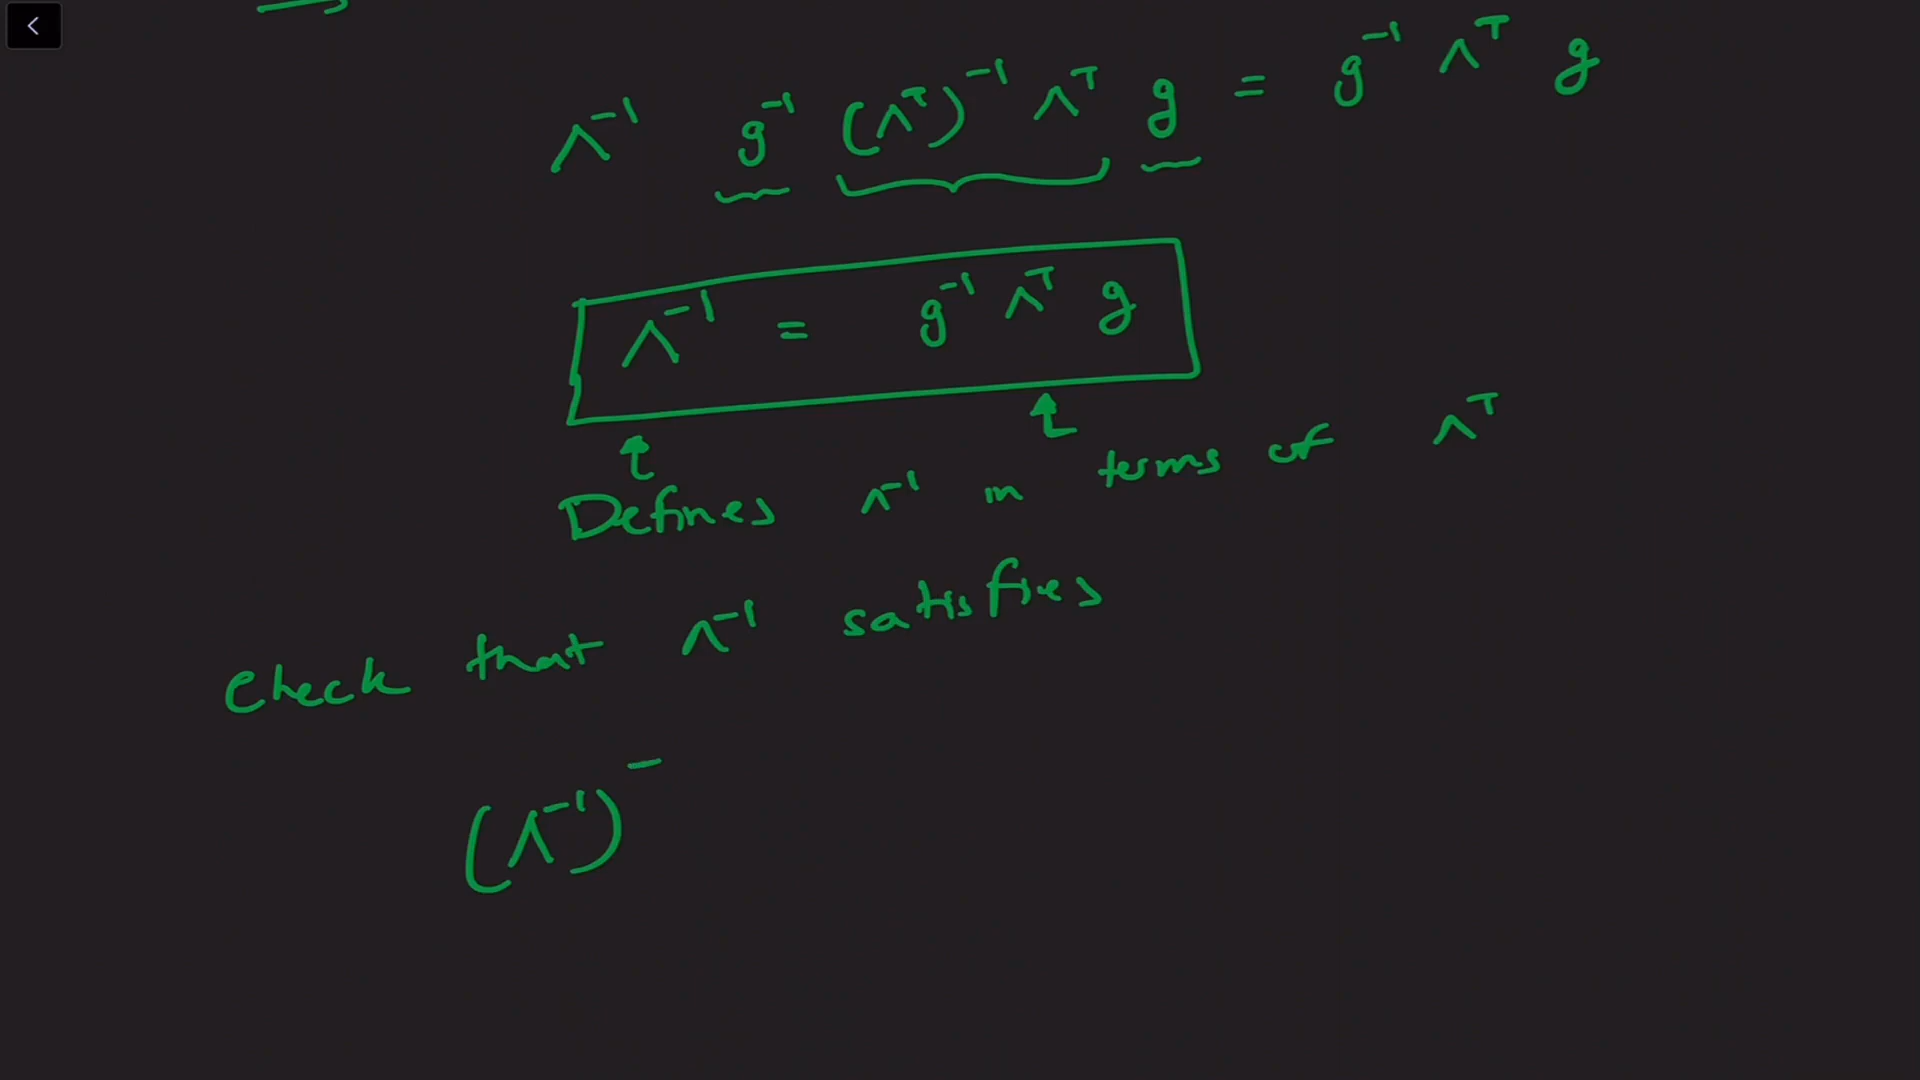 Λ⁻¹ g⁻¹ (Λᵀ)⁻¹ Λᵀ g = g⁻¹ Λᵀ g
Λ⁻¹ = g⁻¹ Λᵀ g
Defines Λ⁻¹ in terms of Λᵀ
Check that Λ⁻¹ satisfies
(Λ⁻¹)⁻